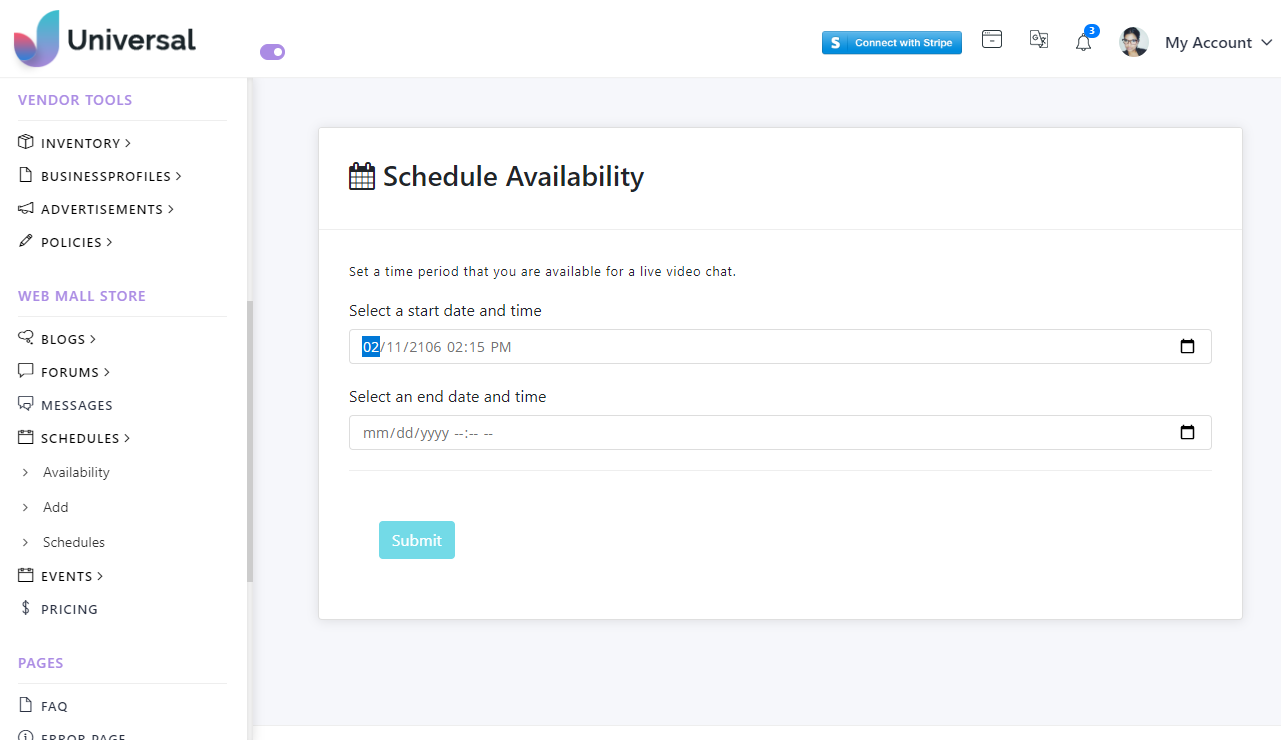 Universal
Connect with Stripe
3
My Account
VENDOR TOOLS
INVENTORY
BUSINESSPROFILES
ADVERTISEMENTS
POLICIES
WEB MALL STORE
BLOGS
FORUMS
MESSAGES
SCHEDULES
Availability
Add
Schedules
EVENTS
PRICING
PAGES
FAQ
ERROR PAGE
Schedule Availability
Set a time period that you are available for a live video chat.
Select a start date and time
02/11/2106 02:15 PM
Select an end date and time
mm/dd/yyyy --:-- --
Submit